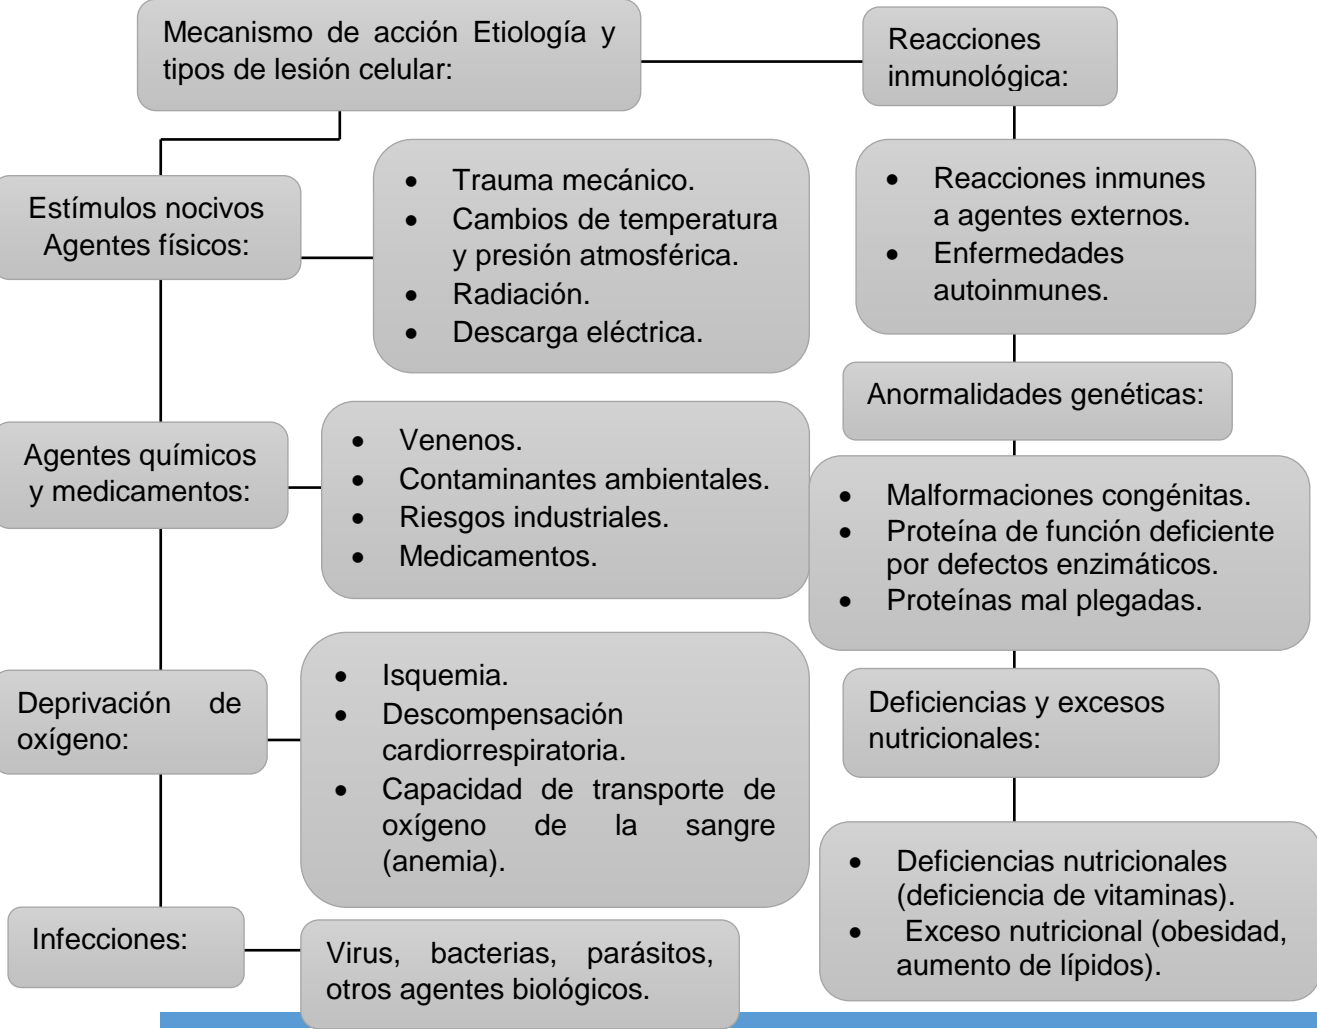 Mecanismo de acción Etiología y
tipos de lesión celular:
Estímulos nocivos
Agentes físicos:
• Trauma mecánico.
• Cambios de temperatura
y presión atmosférica.
• Radiación.
• Descarga eléctrica.
Agentes químicos
y medicamentos:
• Venenos.
• Contaminantes ambientales.
• Riesgos industriales.
• Medicamentos.
Deprivación de
oxígeno:
• Isquemia.
• Descompensación
cardiorrespiratoria.
• Capacidad de transporte de
oxígeno de la sangre
(anemia).
Infecciones:
Virus, bacterias, parásitos,
otros agentes biológicos.
Reacciones
inmunológica:
• Reacciones inmunes
a agentes externos.
• Enfermedades
autoinmunes.
Anormalidades genéticas:
• Malformaciones congénitas.
• Proteína de función deficiente
por defectos enzimáticos.
• Proteínas mal plegadas.
Deficiencias y excesos
nutricionales:
• Deficiencias nutricionales
(deficiencia de vitaminas).
• Exceso nutricional (obesidad,
aumento de lípidos).